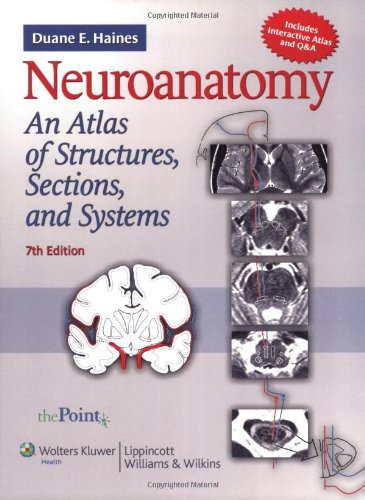 Duane E. Haines
Includes
Interactive Atlas
and Q&A
Neuroanatomy
An Atlas
of Structures,
Sections,
and Systems
7th Edition
thePoint
Wolters Kluwer
Health
Lippincott
Williams & Wilkins